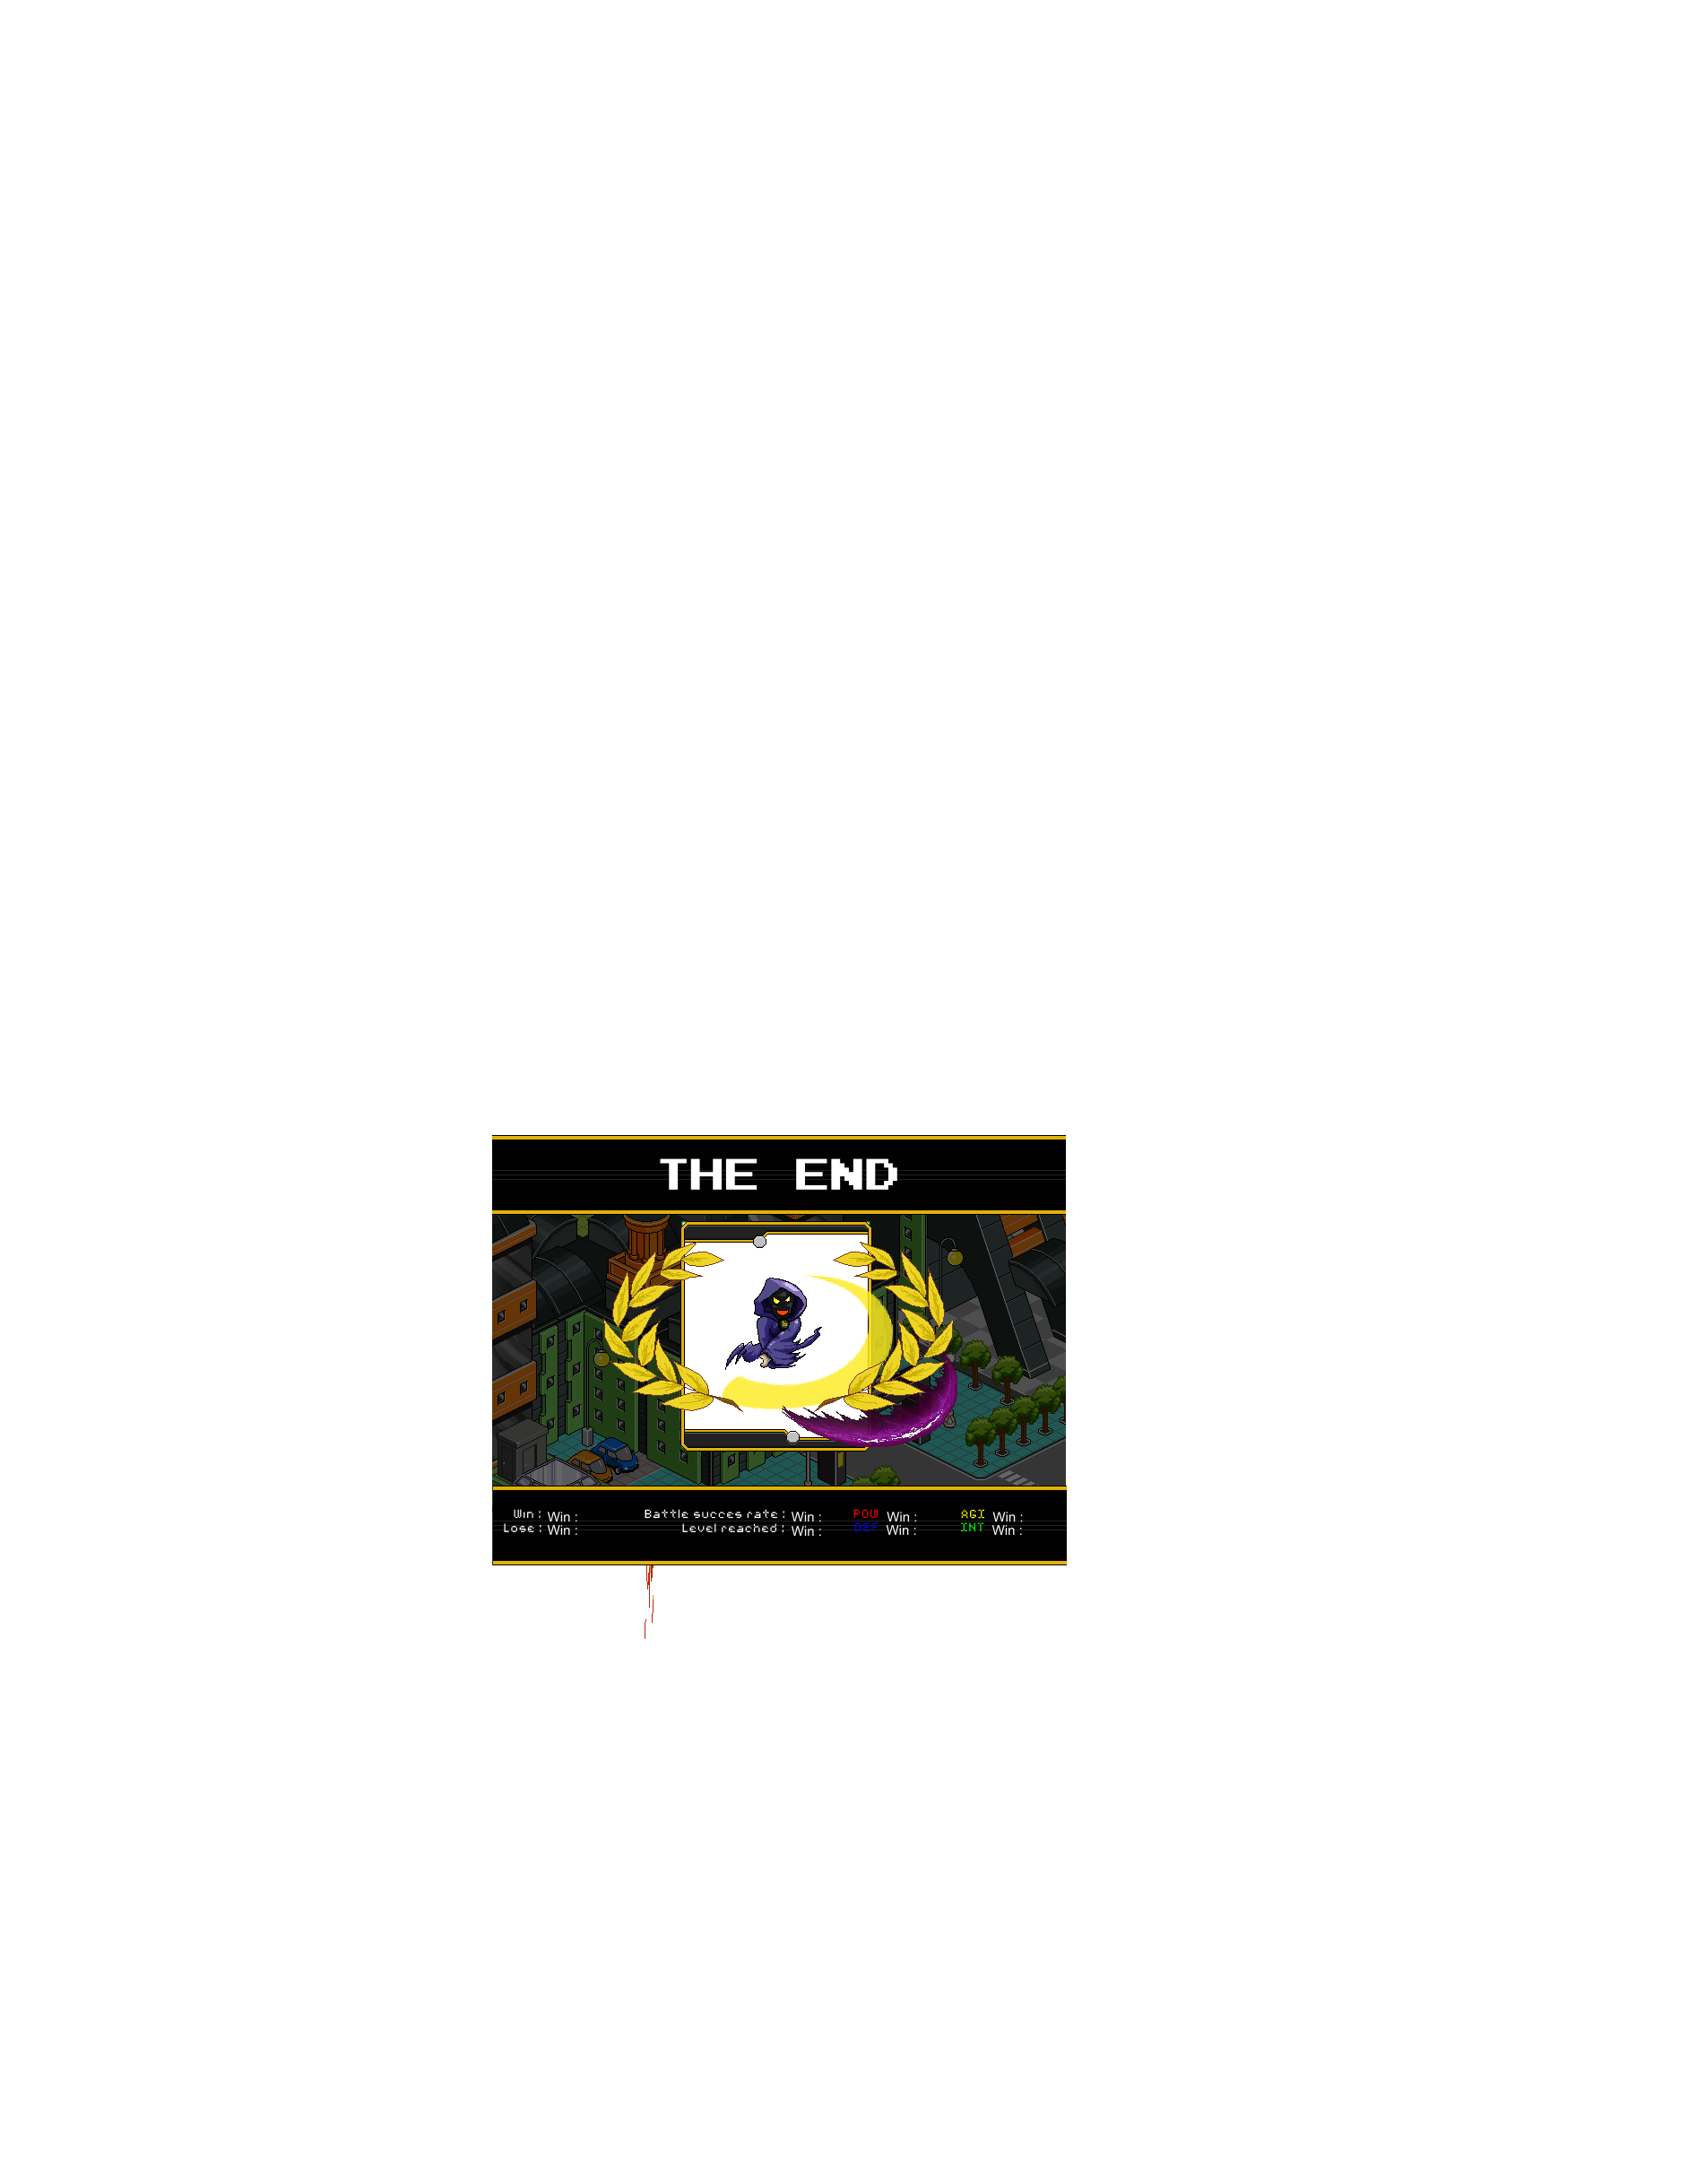 THE END
Win : Win : Battle succes rate : Win : POW Win : AGI Win :
Lose : Win : Level reached : Win : DEF Win : INT Win :